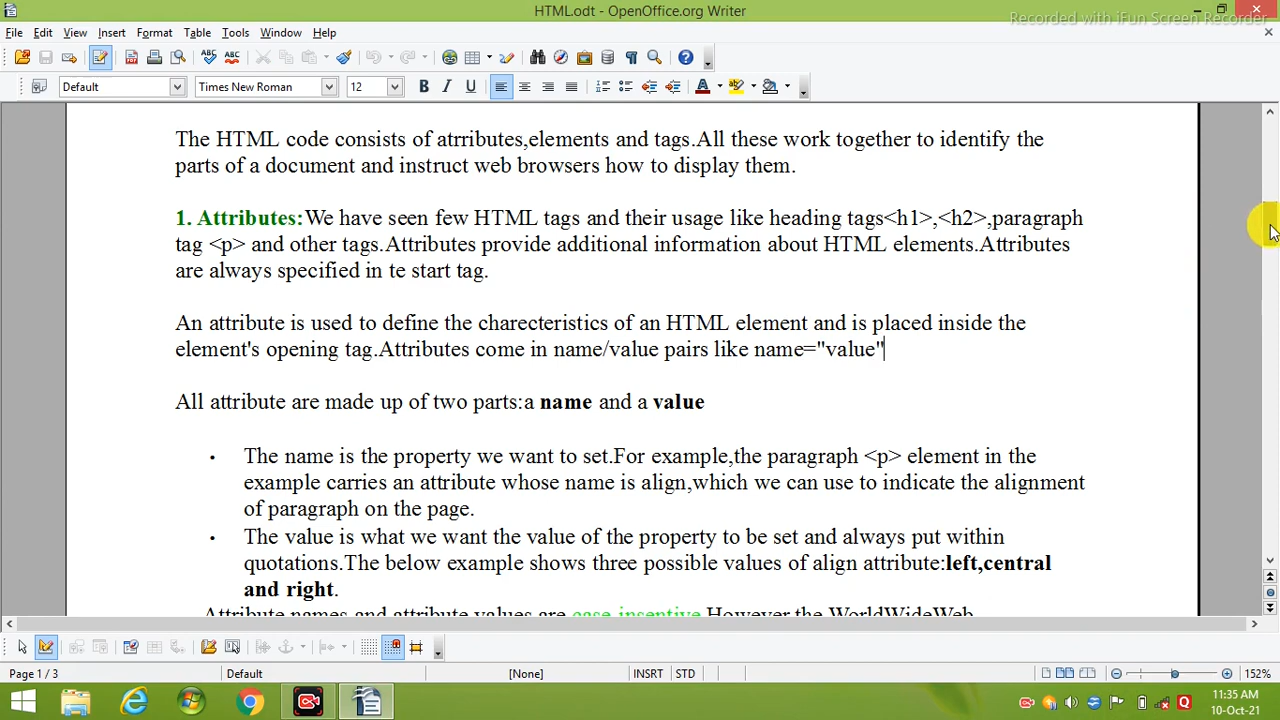 HTML.odt - OpenOffice.org Writer
Recorded with iFun Screen Recorder
File Edit View Insert Format Table Tools Window Help
Default Times New Roman 12
The HTML code consists of atrributes,elements and tags.All these work together to identify the
parts of a document and instruct web browsers how to display them.
1. Attributes:We have seen few HTML tags and their usage like heading tags<h1>,<h2>,paragraph
tag <p> and other tags.Attributes provide additional information about HTML elements.Attributes
are always specified in te start tag.
An attribute is used to define the charecteristics of an HTML element and is placed inside the
element's opening tag.Attributes come in name/value pairs like name="value"
All attribute are made up of two parts:a name and a value
• The name is the property we want to set.For example,the paragraph <p> element in the
example carries an attribute whose name is align,which we can use to indicate the alignment
of paragraph on the page.
• The value is what we want the value of the property to be set and always put within
quotations.The below example shows three possible values of align attribute:left,central
and right.
Attribute names and attribute values are case-insentive.However,the WorldWideWeb
Page 1 / 3 Default [None] INSRT STD 152%
11:35 AM
10-Oct-21